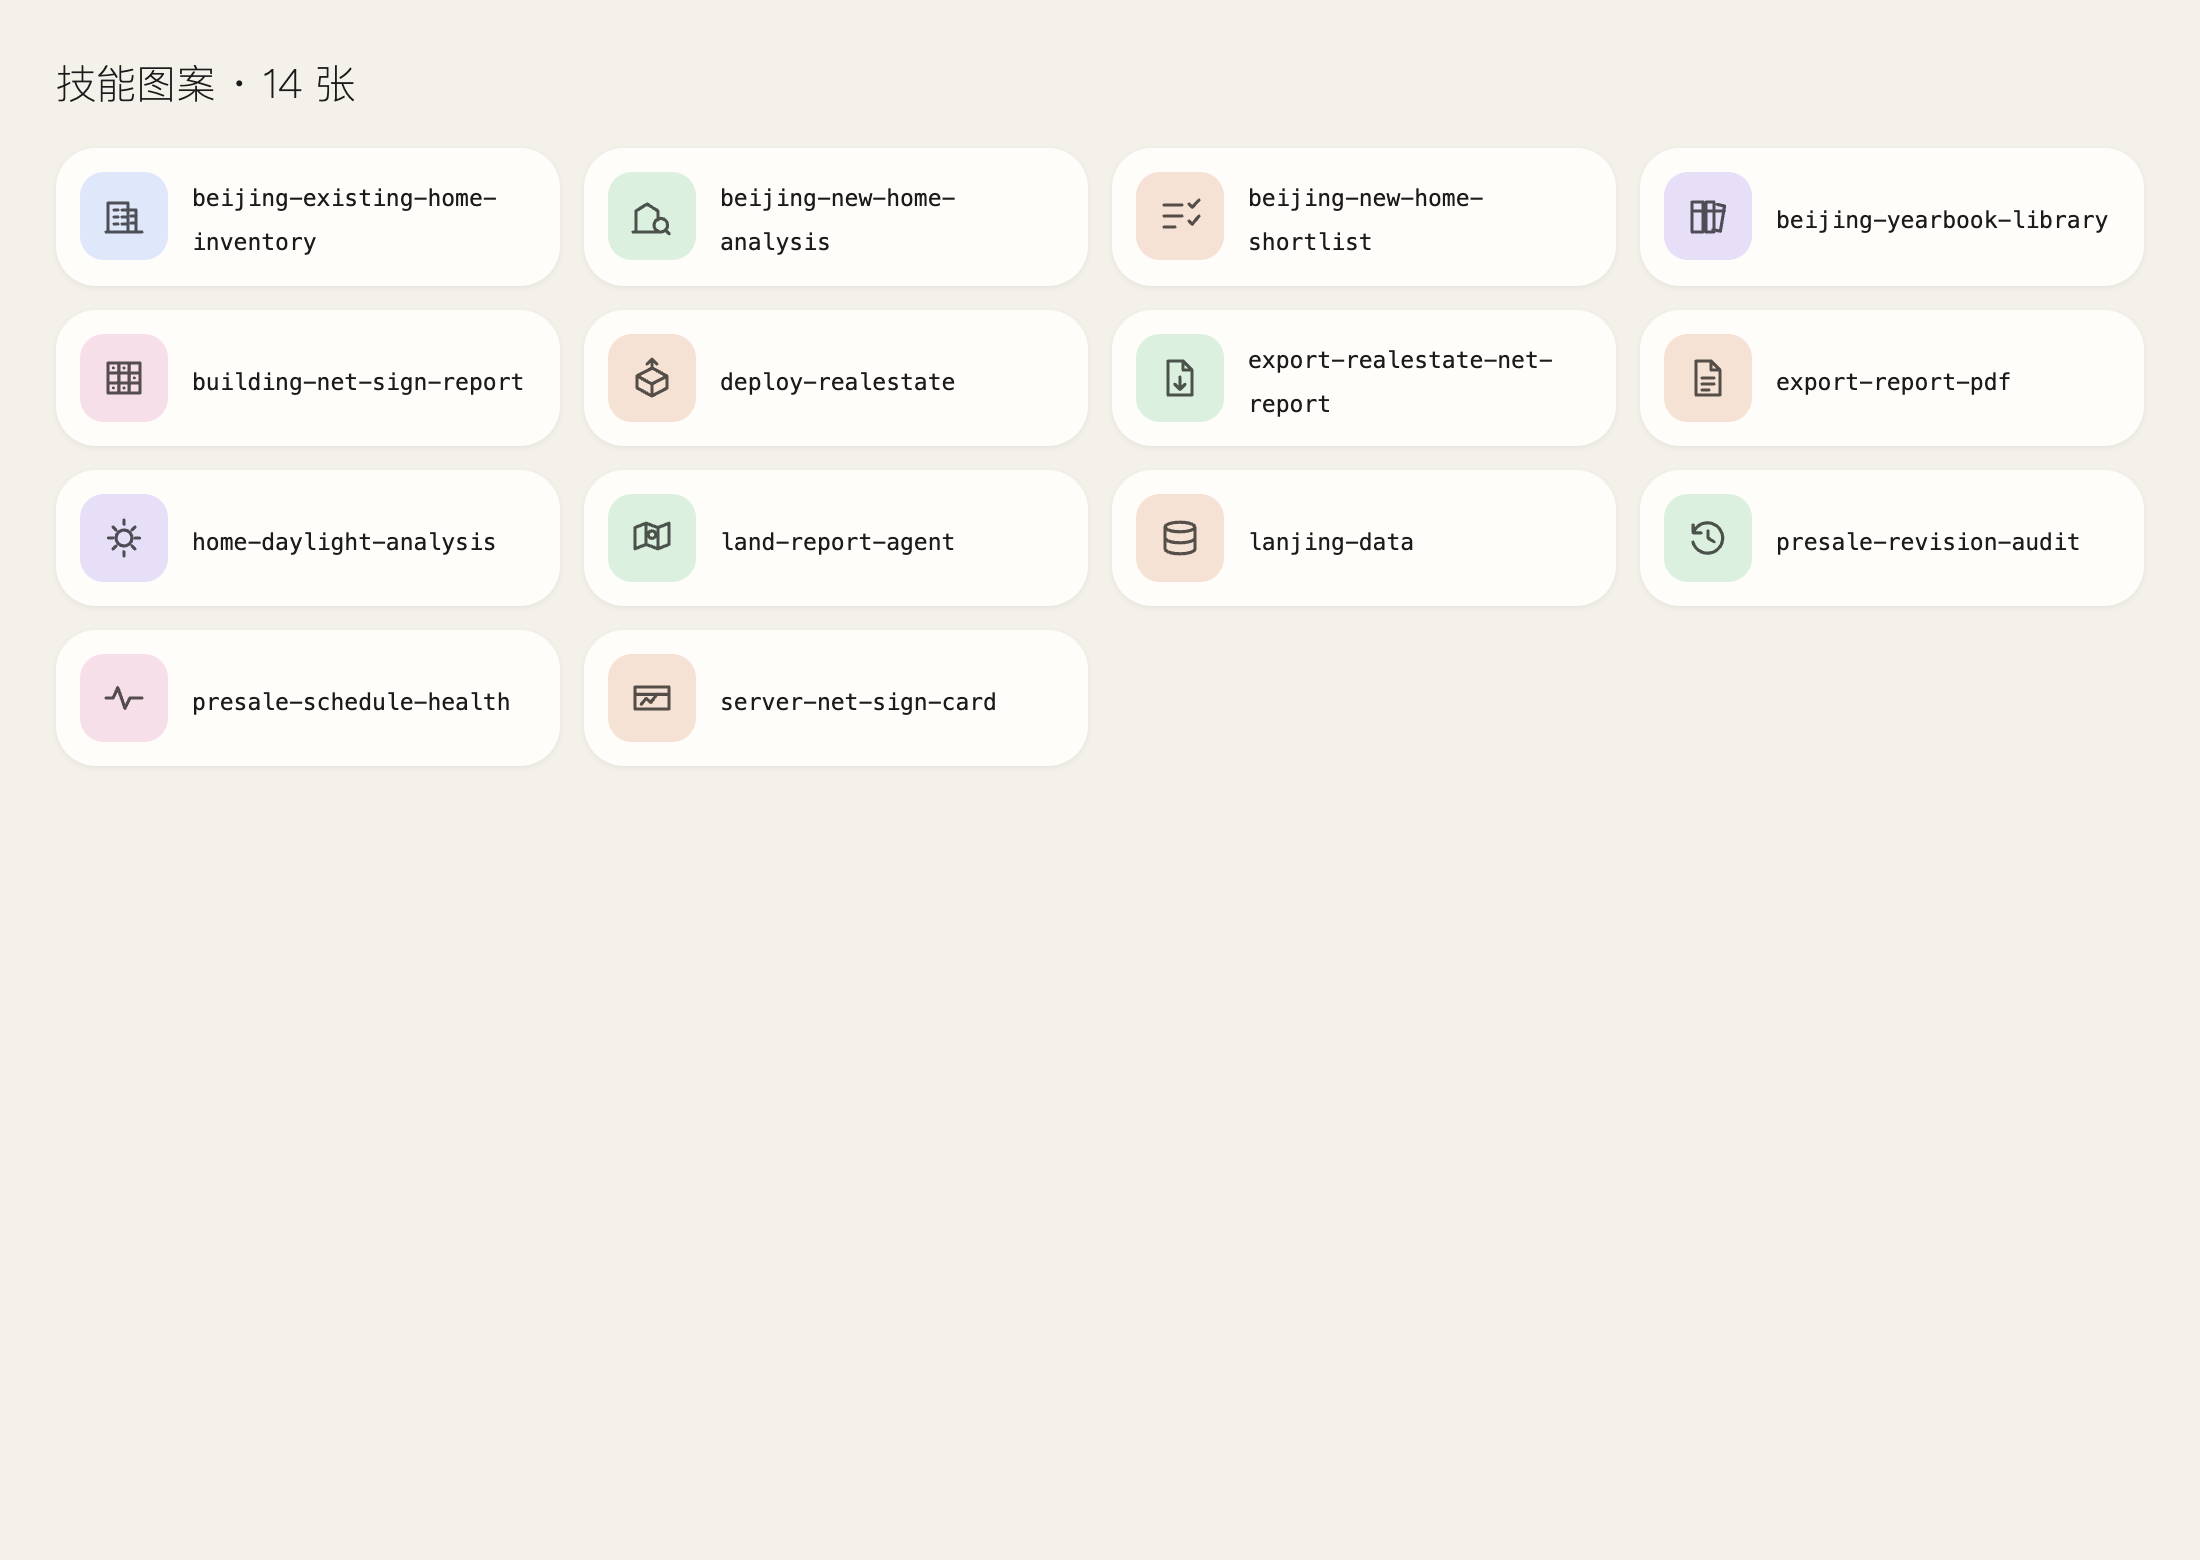 技能图案 · 14 张
beijing-existing-home-
inventory
beijing-new-home-
analysis
beijing-new-home-
shortlist
beijing-yearbook-library
building-net-sign-report
deploy-realestate
export-realestate-net-
report
export-report-pdf
home-daylight-analysis
land-report-agent
lanjing-data
presale-revision-audit
presale-schedule-health
server-net-sign-card